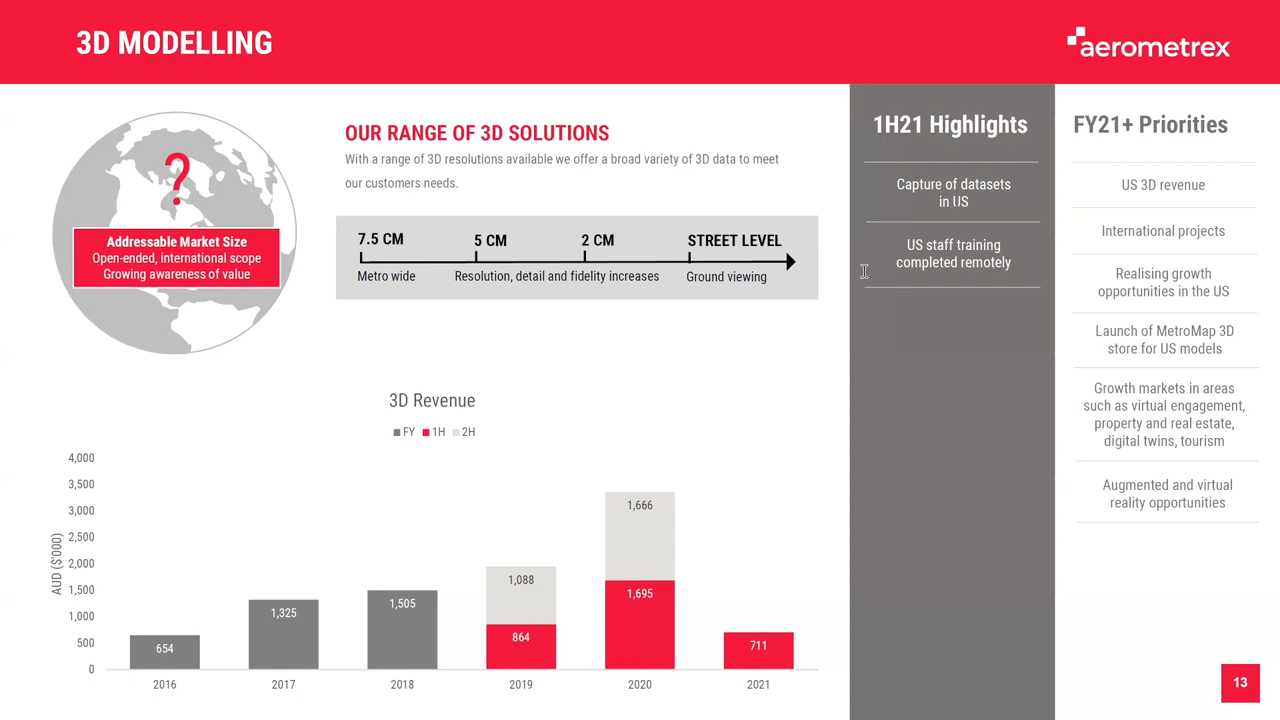 3D MODELLING
aerometrex
?
Addressable Market Size
Open-ended, international scope
Growing awareness of value
OUR RANGE OF 3D SOLUTIONS
With a range of 3D resolutions available we offer a broad variety of 3D data to meet
our customers needs.
7.5 CM
5 CM
2 CM
STREET LEVEL
Metro wide
Resolution, detail and fidelity increases
Ground viewing
3D Revenue
FY
1H
2H
AUD ($'000)
4,000
3,500
3,000
2,500
2,000
1,500
1,000
500
0
654
1,325
1,505
1,088
864
1,666
1,695
711
2016
2017
2018
2019
2020
2021
1H21 Highlights
Capture of datasets
in US
US staff training
completed remotely
FY21+ Priorities
US 3D revenue
International projects
Realising growth
opportunities in the US
Launch of MetroMap 3D
store for US models
Growth markets in areas
such as virtual engagement,
property and real estate,
digital twins, tourism
Augmented and virtual
reality opportunities
13